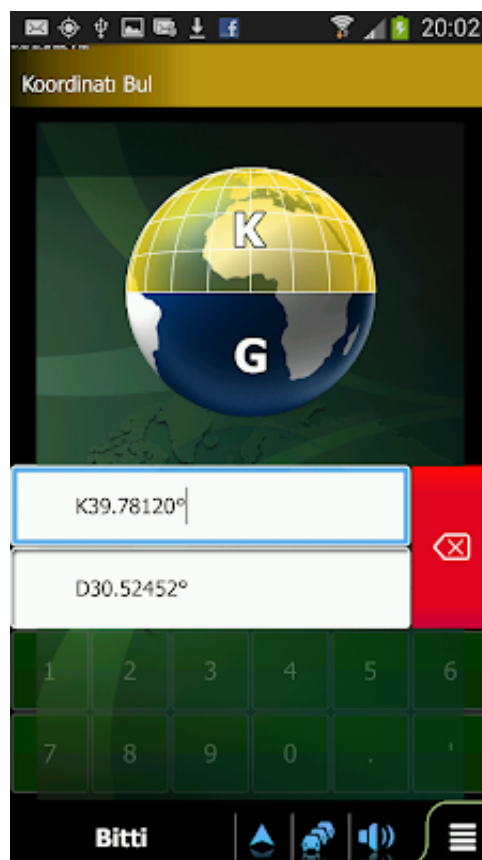 20:02
Koordinatı Bul
K
G
K39.78120°
D30.52452°
1 2 3 4 5 6
7 8 9 0 . '
Bitti